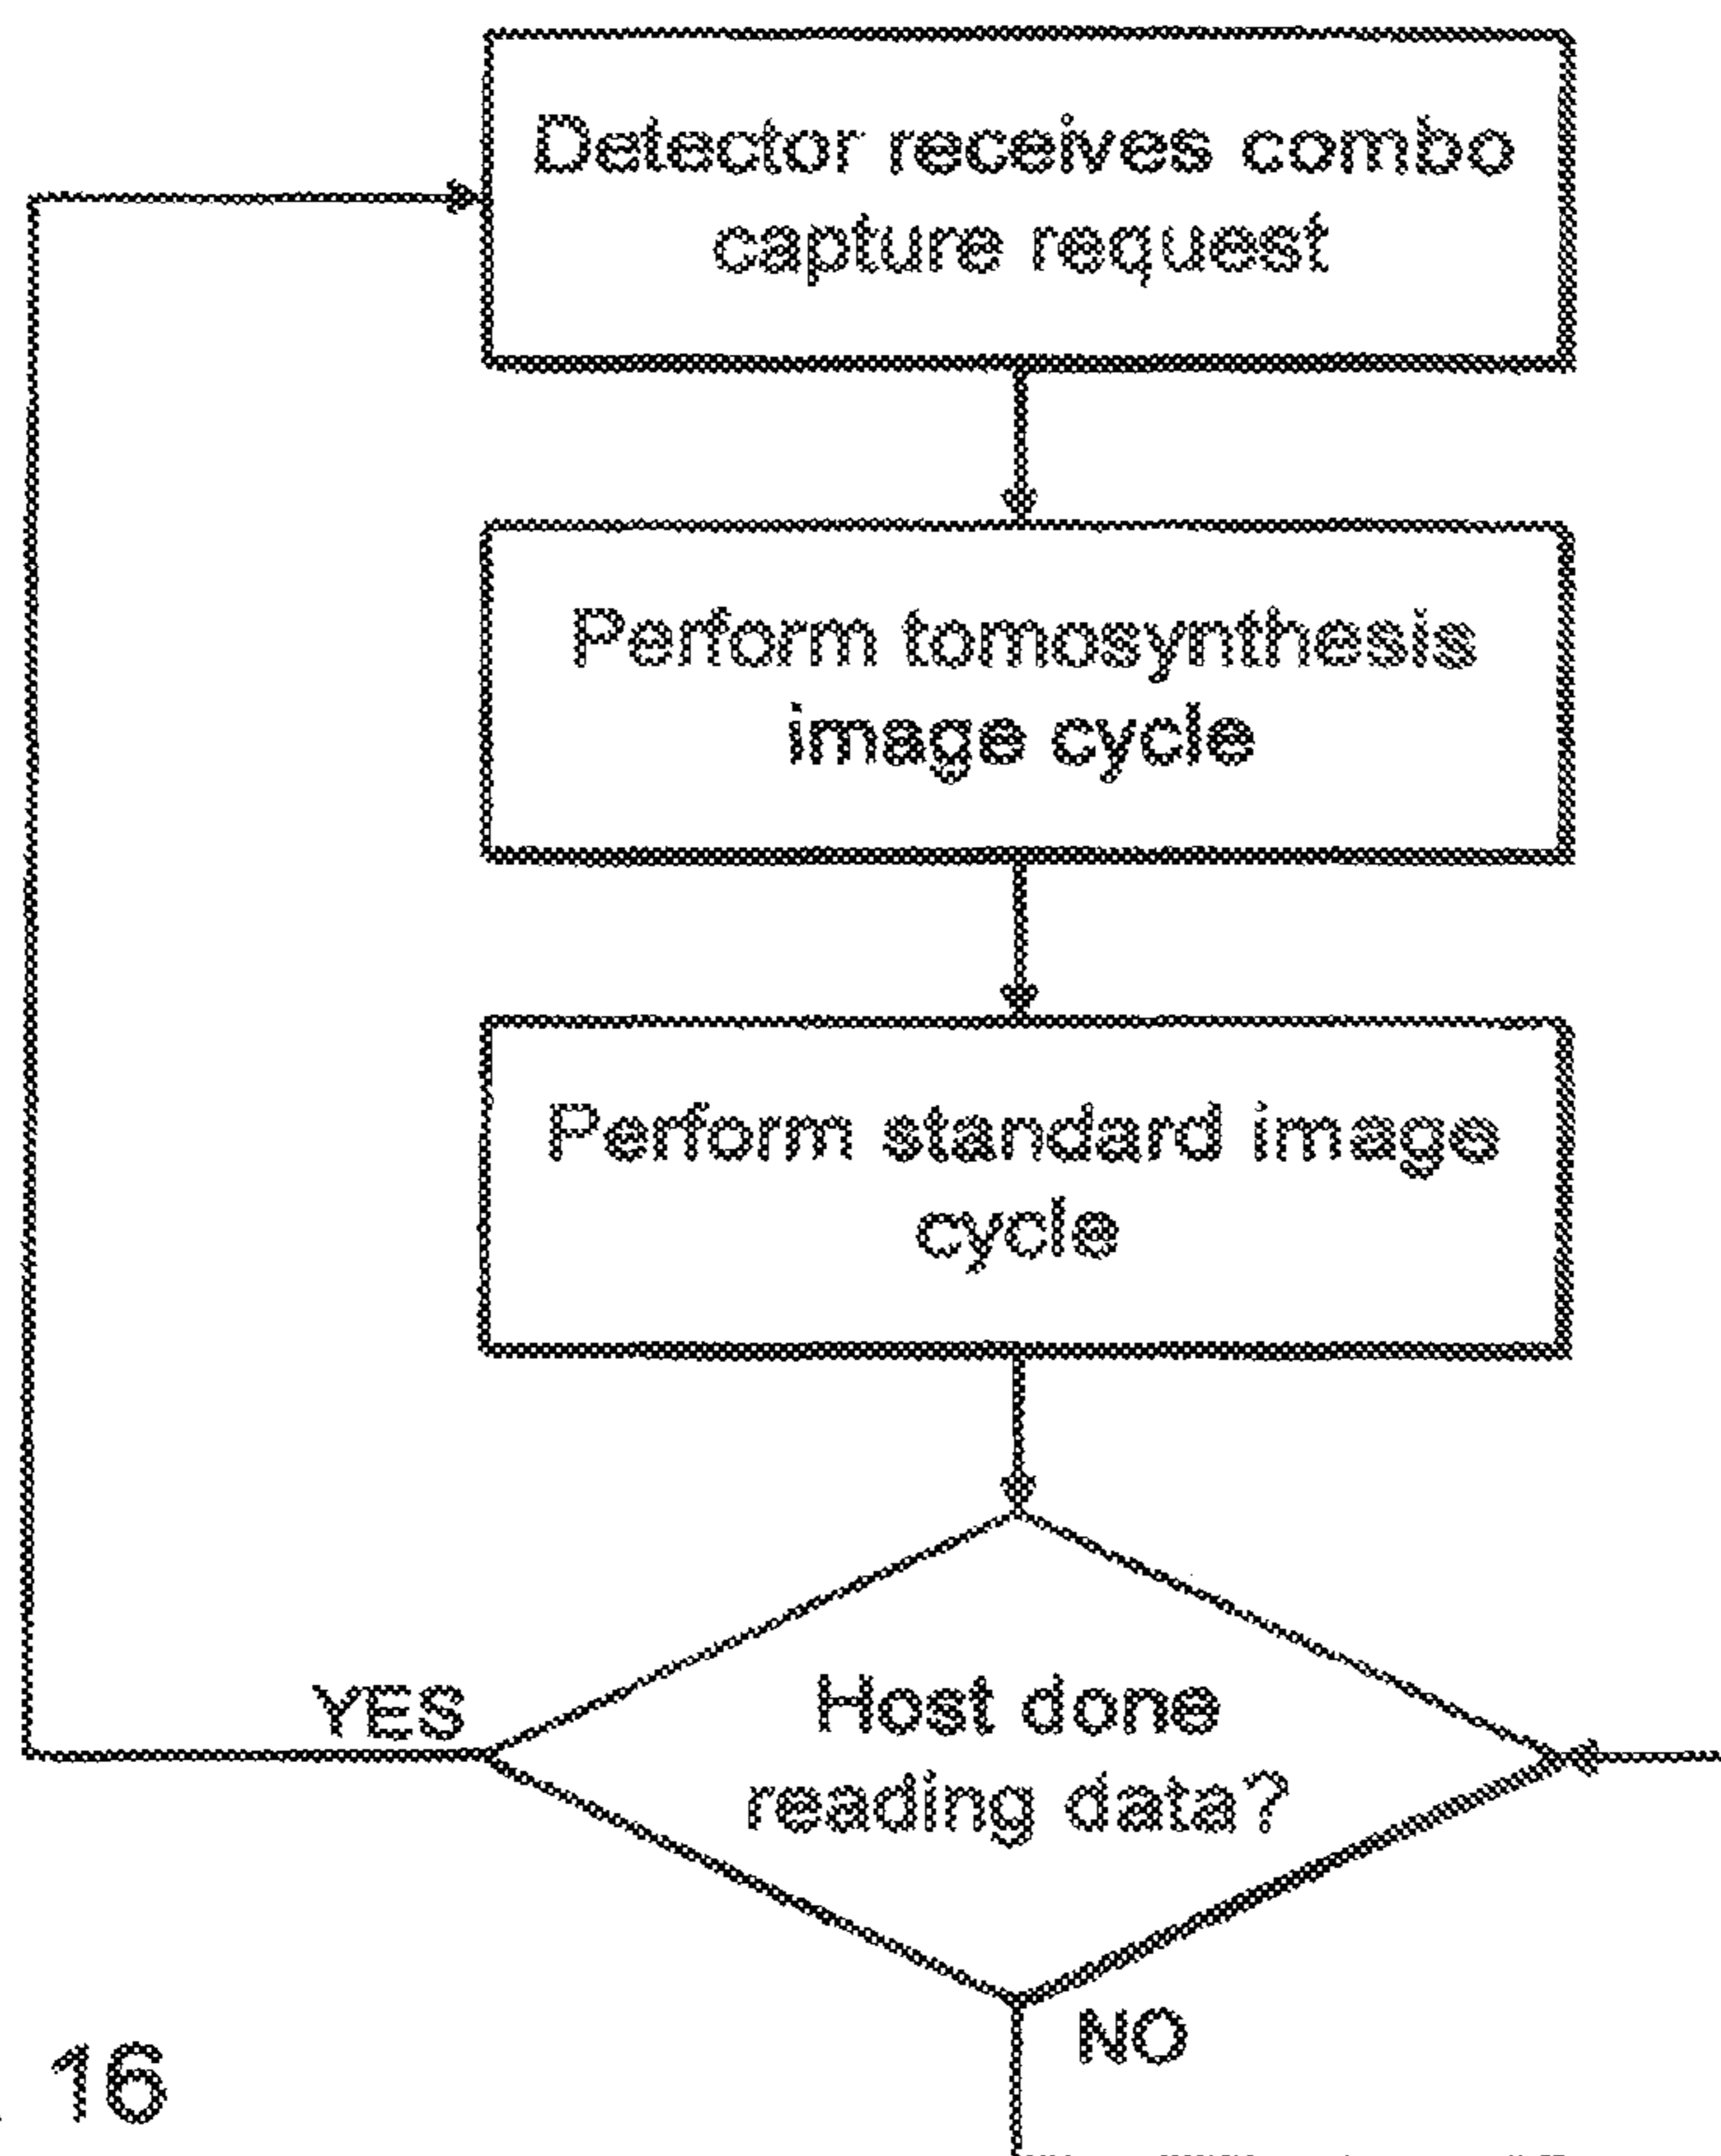 Detector receives combo
capture request
Perform tomosynthesis
image cycle
Perform standard image
cycle
YES
Host done
reading data?
NO
16